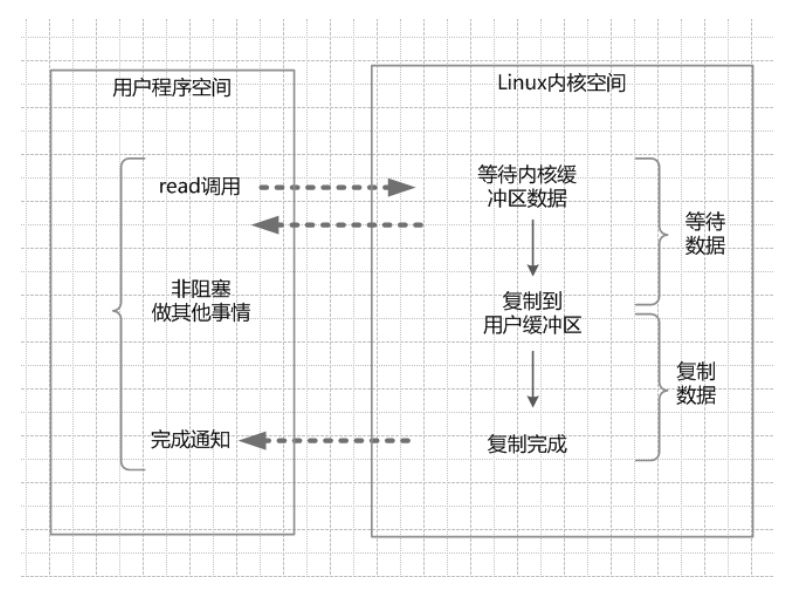 用户程序空间
Linux内核空间
read调用
等待内核缓
冲区数据
等待
数据
非阻塞
做其他事情
复制到
用户缓冲区
复制
数据
完成通知
复制完成